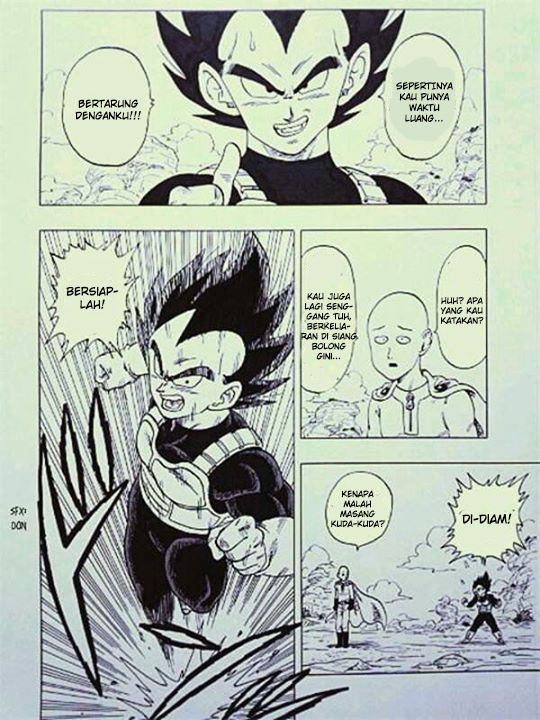 SEPERTINYA
KAU PUNYA
WAKTU
LUANG...
BERTARUNG
DENGANKU!!!
HUH? APA
YANG KAU
KATAKAN?
KAU JUGA
LAGI SENG-
GANG TUH,
BERKELIA-
RAN DI SIANG
BOLONG
GINI...
KENAPA
MALAH
MASANG
KUDA-KUDA?
DI-DIAM!
BERSIAP-
LAH!
SFX:
DON